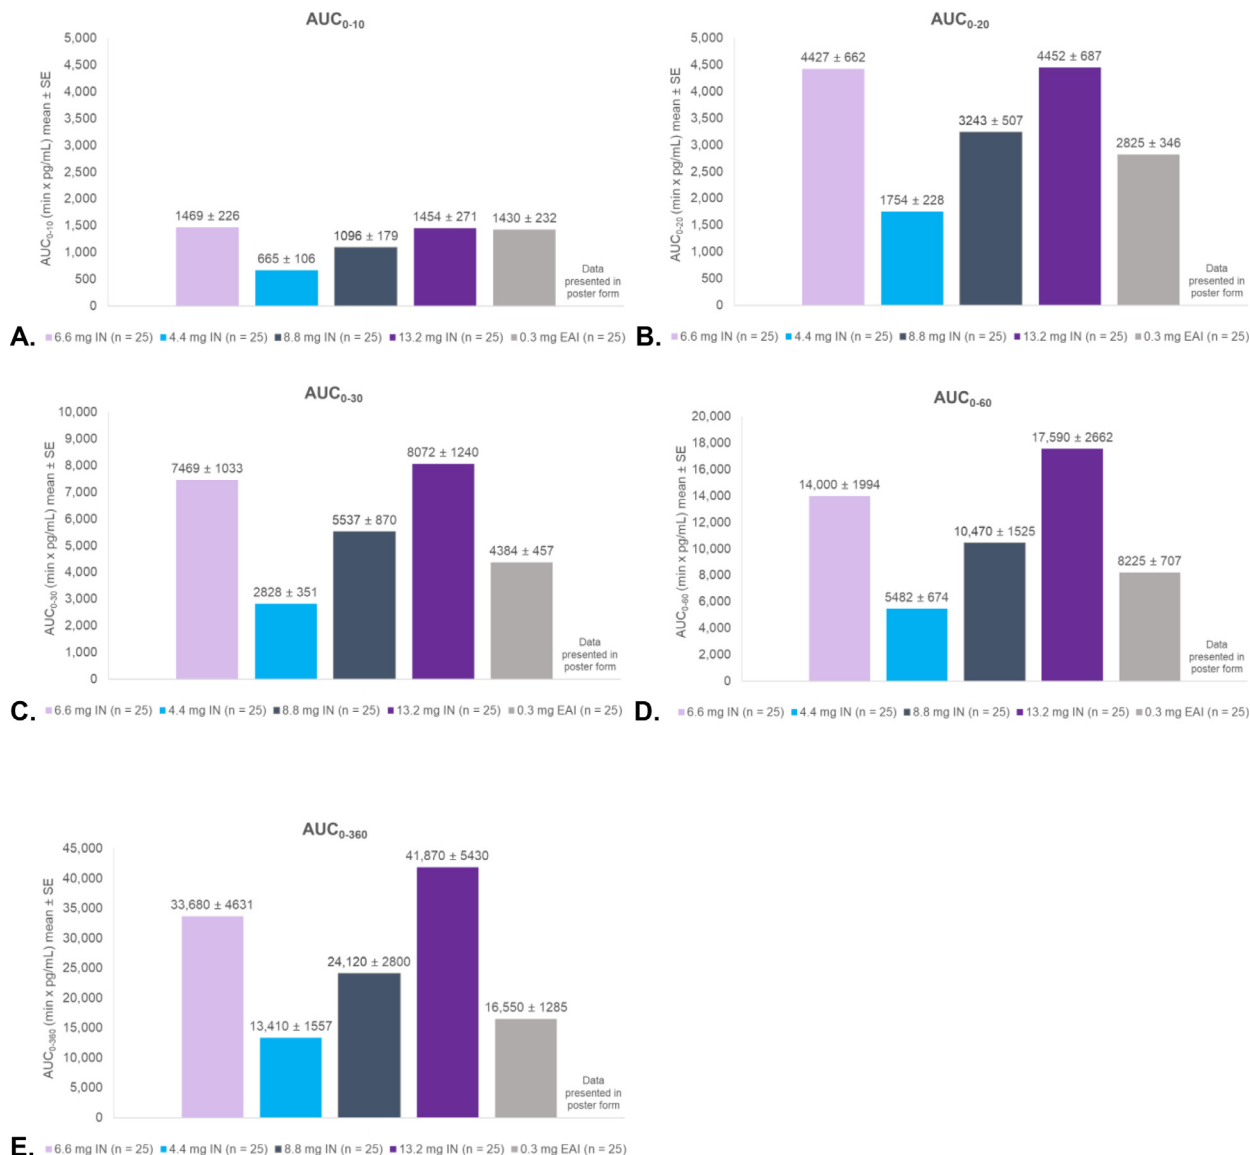 AUC0-10
AUC0-10 (min x pg/mL) mean ± SE
5,000
4,500
4,000
3,500
3,000
2,500
2,000
1,500
1,000
500
0
1469 ± 226
665 ± 106
1096 ± 179
1454 ± 271
1430 ± 232
Data
presented in
poster form
A.
6.6 mg IN (n = 25) 4.4 mg IN (n = 25) 8.8 mg IN (n = 25) 13.2 mg IN (n = 25) 0.3 mg EAI (n = 25)
AUC0-20
AUC0-20 (min x pg/mL) mean ± SE
5,000
4,500
4,000
3,500
3,000
2,500
2,000
1,500
1,000
500
0
4427 ± 662
1754 ± 228
3243 ± 507
4452 ± 687
2825 ± 346
Data
presented in
poster form
B.
6.6 mg IN (n = 25) 4.4 mg IN (n = 25) 8.8 mg IN (n = 25) 13.2 mg IN (n = 25) 0.3 mg EAI (n = 25)
AUC0-30
AUC0-30 (min x pg/mL) mean ± SE
10,000
9,000
8,000
7,000
6,000
5,000
4,000
3,000
2,000
1,000
0
7469 ± 1033
2828 ± 351
5537 ± 870
8072 ± 1240
4384 ± 457
Data
presented in
poster form
C.
6.6 mg IN (n = 25) 4.4 mg IN (n = 25) 8.8 mg IN (n = 25) 13.2 mg IN (n = 25) 0.3 mg EAI (n = 25)
AUC0-60
AUC0-60 (min x pg/mL) mean ± SE
20,000
18,000
16,000
14,000
12,000
10,000
8,000
6,000
4,000
2,000
0
14,000 ± 1994
5482 ± 674
10,470 ± 1525
17,590 ± 2662
8225 ± 707
Data
presented in
poster form
D.
6.6 mg IN (n = 25) 4.4 mg IN (n = 25) 8.8 mg IN (n = 25) 13.2 mg IN (n = 25) 0.3 mg EAI (n = 25)
AUC0-360
AUC0-360 (min x pg/mL) mean ± SE
45,000
40,000
35,000
30,000
25,000
20,000
15,000
10,000
5,000
0
33,680 ± 4631
13,410 ± 1557
24,120 ± 2800
41,870 ± 5430
16,550 ± 1285
Data
presented in
poster form
E.
6.6 mg IN (n = 25) 4.4 mg IN (n = 25) 8.8 mg IN (n = 25) 13.2 mg IN (n = 25) 0.3 mg EAI (n = 25)